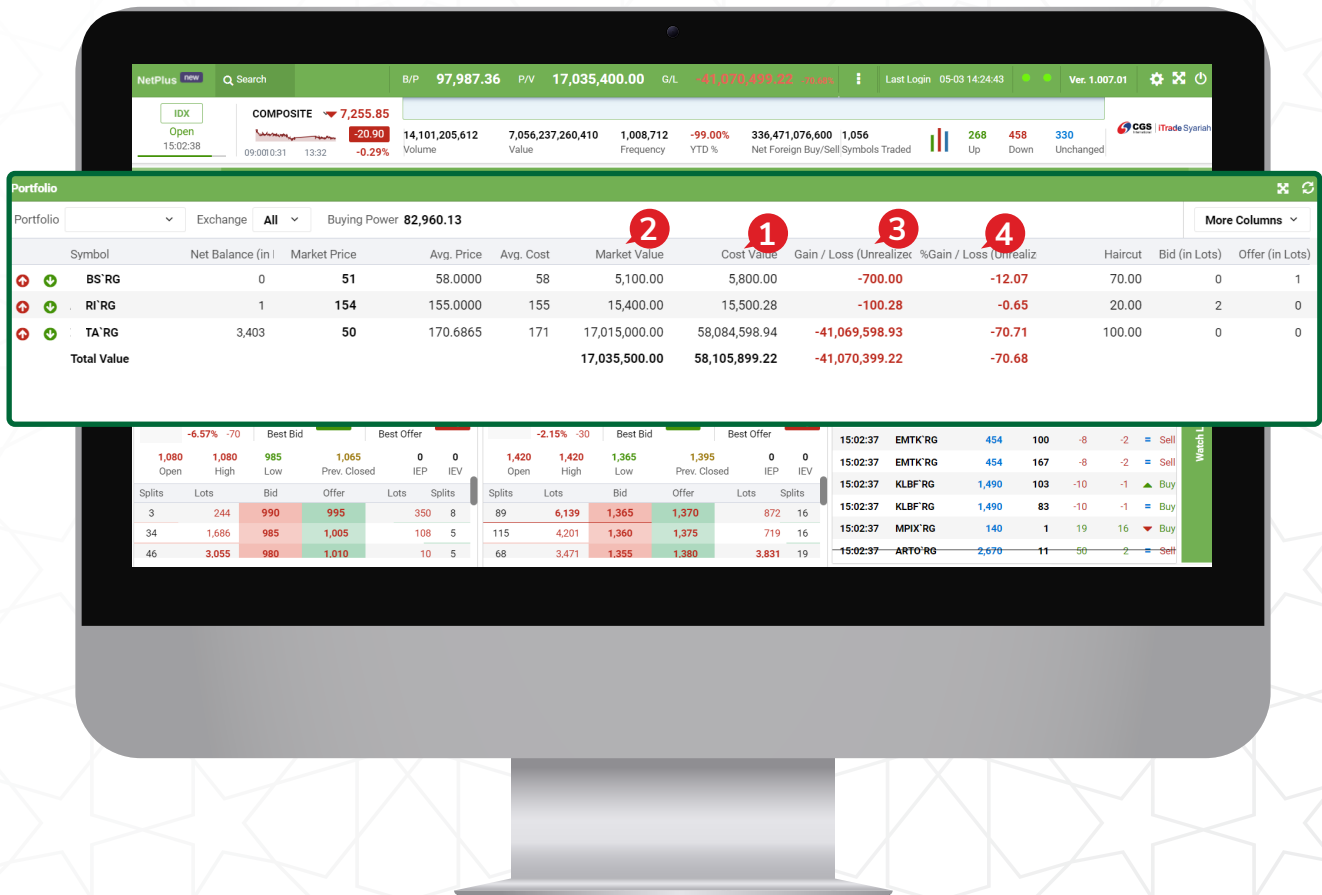 NetPlus new Search B/P 97,987.36 P/V 17,035,400.00 G/L -41,070,499.22 Last Login 05-03 14:24:43 Ver. 1.007.01
IDX
Open
15:02:38
COMPOSITE 7,255.85
-20.90
09:00 10:31 13:32 -0.29%
14,101,205,612 7,056,237,260,410 1,008,712 -99.00% 336,471,076,600 1,056 268 458 330
Volume Value Frequency YTD % Net Foreign Buy/Sell Symbols Traded Up Down Unchanged
CGS International iTrade Syariah
Portfolio
Portfolio Exchange All Buying Power 82,960.13 More Columns
2 1 3 4
Symbol Net Balance (in Market Price Avg. Price Avg. Cost Market Value Cost Value Gain / Loss (Unrealized %Gain / Loss (Unrealiz Haircut Bid (in Lots) Offer (in Lots)
BS`RG 0 51 58.0000 58 5,100.00 5,800.00 -700.00 -12.07 70.00 0 1
RI`RG 1 154 155.0000 155 15,400.00 15,500.28 -100.28 -0.65 20.00 2 0
TA`RG 3,403 50 170.6865 171 17,015,000.00 58,084,598.94 -41,069,598.93 -70.71 100.00 0 0
Total Value 17,035,500.00 58,105,899.22 -41,070,399.22 -70.68
-6.57% -70 Best Bid Best Offer
1,080 1,080 985 1,065 0 0
Open High Low Prev. Closed IEP IEV
Splits Lots Bid Offer Lots Splits
3 244 990 995 350 8
34 1,686 985 1,005 108 5
46 3,055 980 1,010 10 5
-2.15% -30 Best Bid Best Offer
1,420 1,420 1,365 1,395 0 0
Open High Low Prev. Closed IEP IEV
Splits Lots Bid Offer Lots Splits
89 6,139 1,365 1,370 872 16
115 4,201 1,360 1,375 719 16
68 3,471 1,355 1,380 3,831 19
15:02:37 EMTK`RG 454 100 -8 -2 = Sell
15:02:37 EMTK`RG 454 167 -8 -2 = Sell
15:02:37 KLBF`RG 1,490 103 -10 -1 Buy
15:02:37 KLBF`RG 1,490 83 -10 -1 = Buy
15:02:37 MPIX`RG 140 1 19 16 Buy
15:02:37 ARTO`RG 2,670 11 50 2 = Sell
Watch L